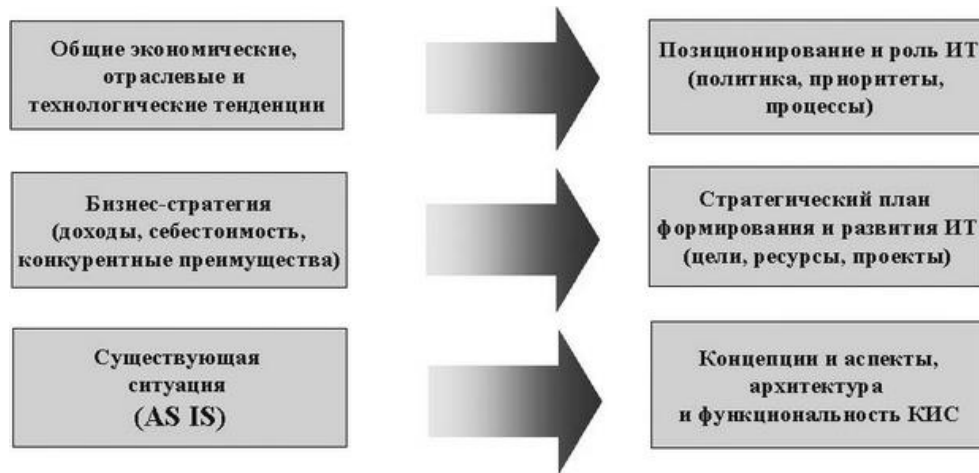 Общие экономические,
отраслевые и
технологические тенденции
Позиционирование и роль ИТ
(политика, приоритеты,
процессы)
Бизнес-стратегия
(доходы, себестоимость,
конкурентные преимущества)
Стратегический план
формирования и развития ИТ
(цели, ресурсы, проекты)
Существующая
ситуация
(AS IS)
Концепции и аспекты,
архитектура
и функциональность КИС